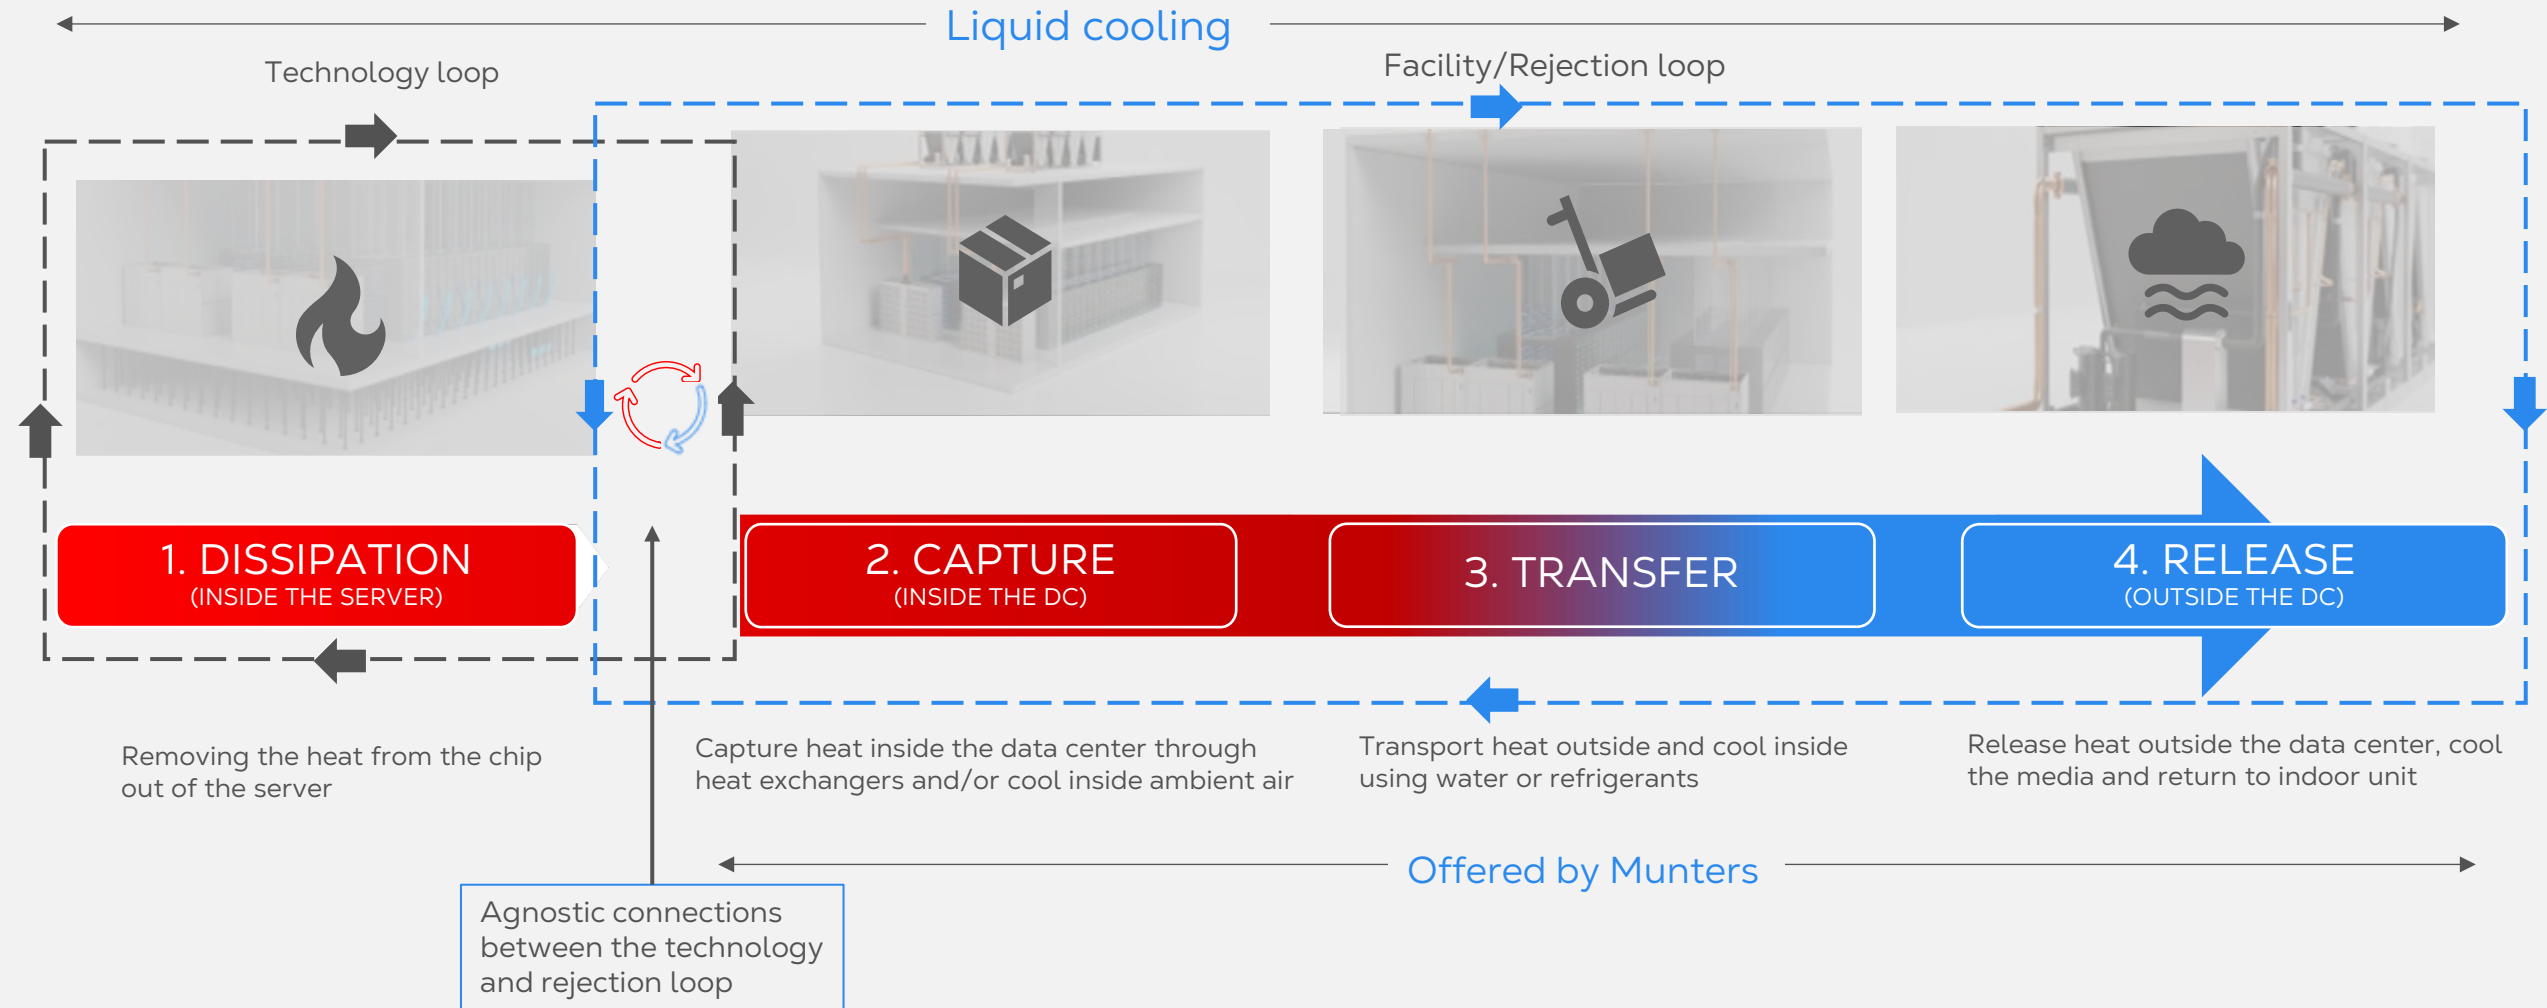 Liquid cooling
Technology loop
Facility/Rejection loop
1. DISSIPATION
(INSIDE THE SERVER)
2. CAPTURE
(INSIDE THE DC)
3. TRANSFER
4. RELEASE
(OUTSIDE THE DC)
Removing the heat from the chip
out of the server
Capture heat inside the data center through
heat exchangers and/or cool inside ambient air
Transport heat outside and cool inside
using water or refrigerants
Release heat outside the data center, cool
the media and return to indoor unit
Offered by Munters
Agnostic connections
between the technology
and rejection loop